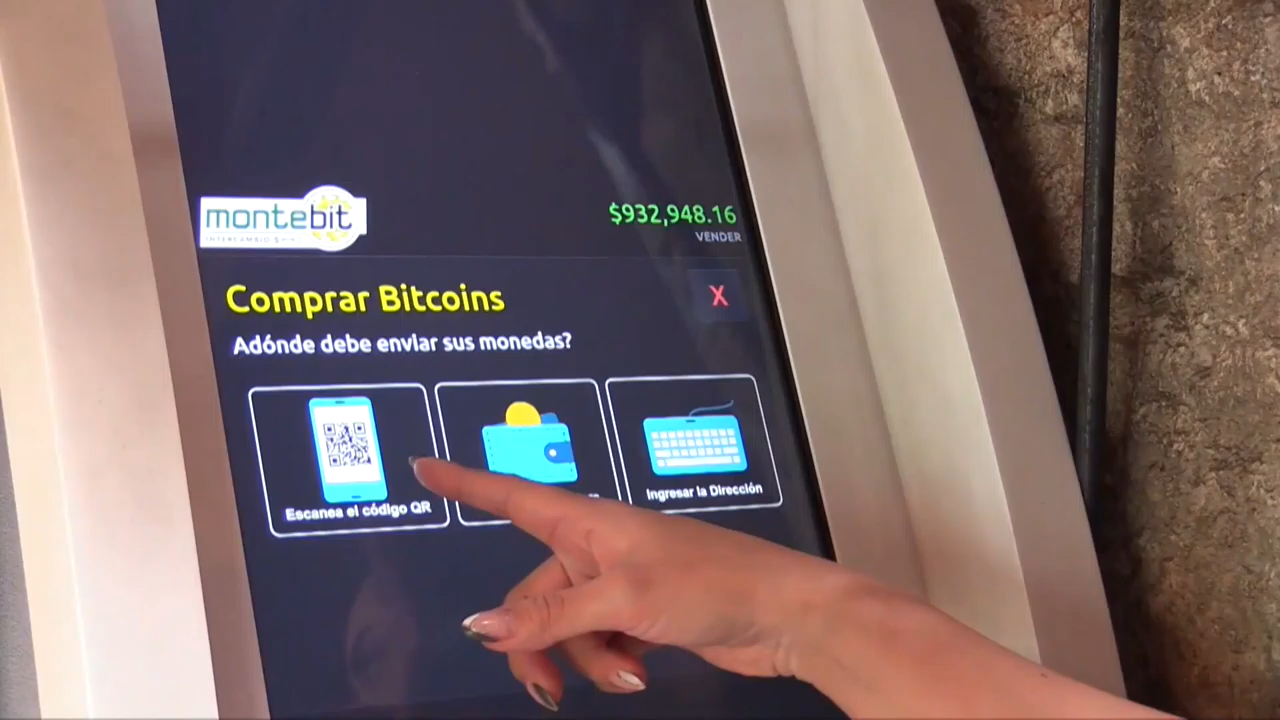 montebit
INTERCAMBIO
$932,948.16
VENDER
Comprar Bitcoins
X
Adónde debe enviar sus monedas?
Escanea el código QR
Ingresar la Dirección